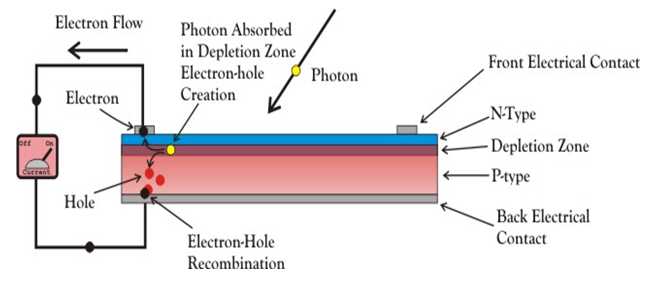 Electron Flow
Photon Absorbed
in Depletion Zone
Electron-hole
Creation
Photon
Front Electrical Contact
Electron
N-Type
Depletion Zone
P-type
Off On
Current
Hole
Back Electrical
Contact
Electron-Hole
Recombination